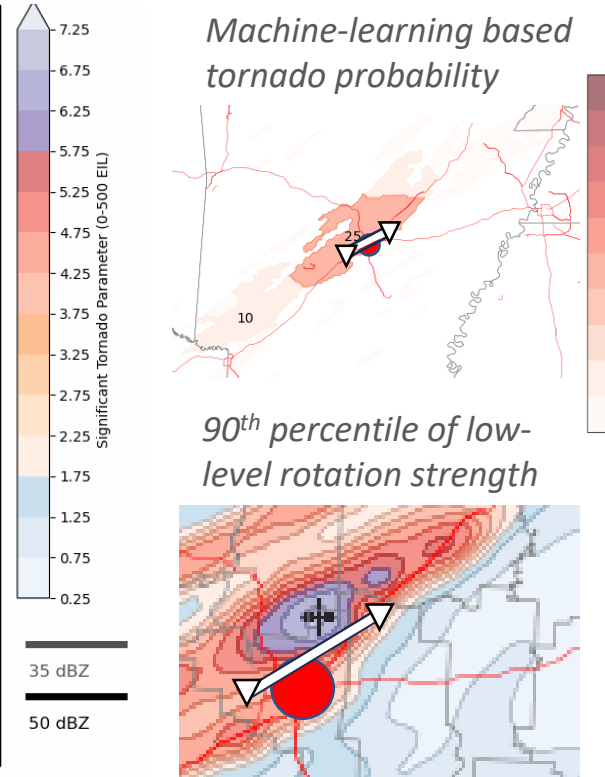 7.25
6.75
6.25
5.75
5.25
4.75
4.25
3.75
3.25
2.75
2.25
1.75
1.25
0.75
0.25
Significant Tornado Parameter (0-500 EIL)
35 dBZ
50 dBZ
Machine-learning based
tornado probability
25
10
90th percentile of low-
level rotation strength